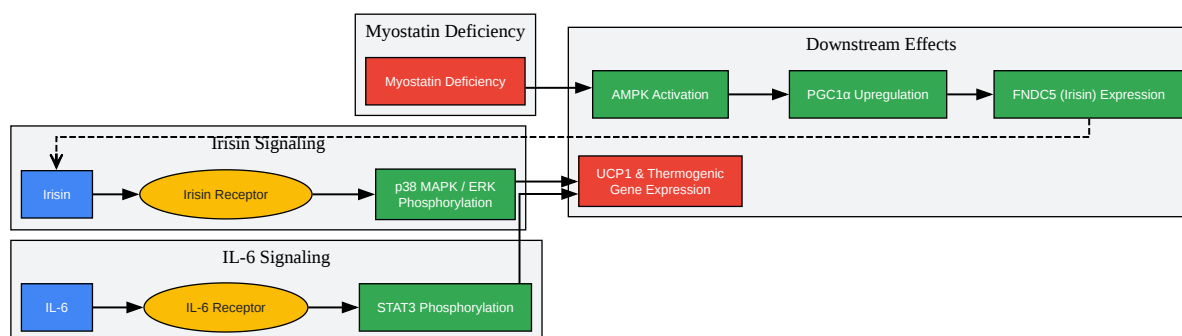 Myostatin Deficiency
Myostatin Deficiency
Downstream Effects
AMPK Activation
PGC1α Upregulation
FNDC5 (Irisin) Expression
UCP1 & Thermogenic
Gene Expression
Irisin Signaling
Irisin
Irisin Receptor
p38 MAPK / ERK
Phosphorylation
IL-6 Signaling
IL-6
IL-6 Receptor
STAT3 Phosphorylation